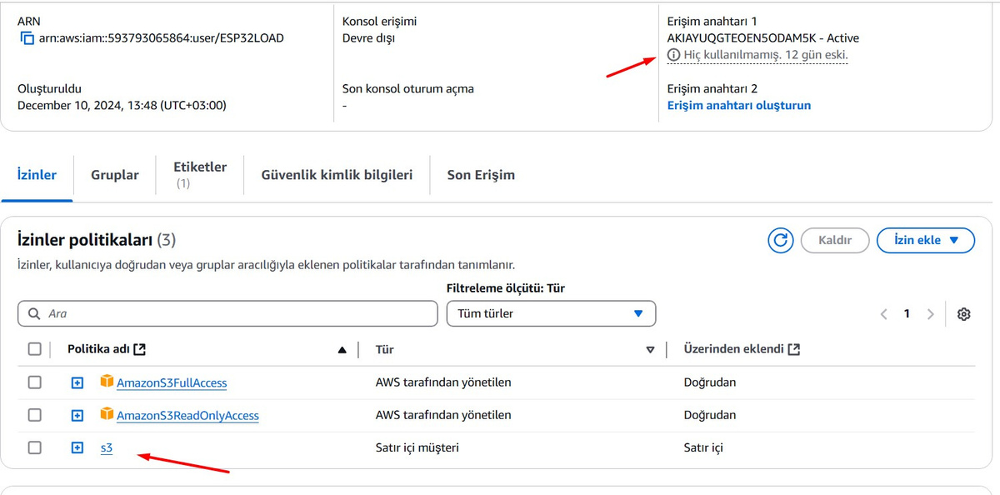 ARN
arn:aws:iam::593793065864:user/ESP32LOAD
Konsol erişimi
Devre dışı
Erişim anahtarı 1
AKIAYUQGTEOEN5ODAM5K - Active
Hiç kullanılmamış. 12 gün eski.
Oluşturuldu
December 10, 2024, 13:48 (UTC+03:00)
Son konsol oturum açma
-
Erişim anahtarı 2
Erişim anahtarı oluşturun
İzinler
Gruplar
Etiketler
(1)
Güvenlik kimlik bilgileri
Son Erişim
İzinler politikaları (3)
Kaldır
İzin ekle
İzinler, kullanıcıya doğrudan veya gruplar aracılığıyla eklenen politikalar tarafından tanımlanır.
Filtreleme ölçütü: Tür
Ara
Tüm türler
1
Politika adı
Tür
Üzerinden eklendi
AmazonS3FullAccess
AWS tarafından yönetilen
Doğrudan
AmazonS3ReadOnlyAccess
AWS tarafından yönetilen
Doğrudan
s3
Satır içi müşteri
Satır içi